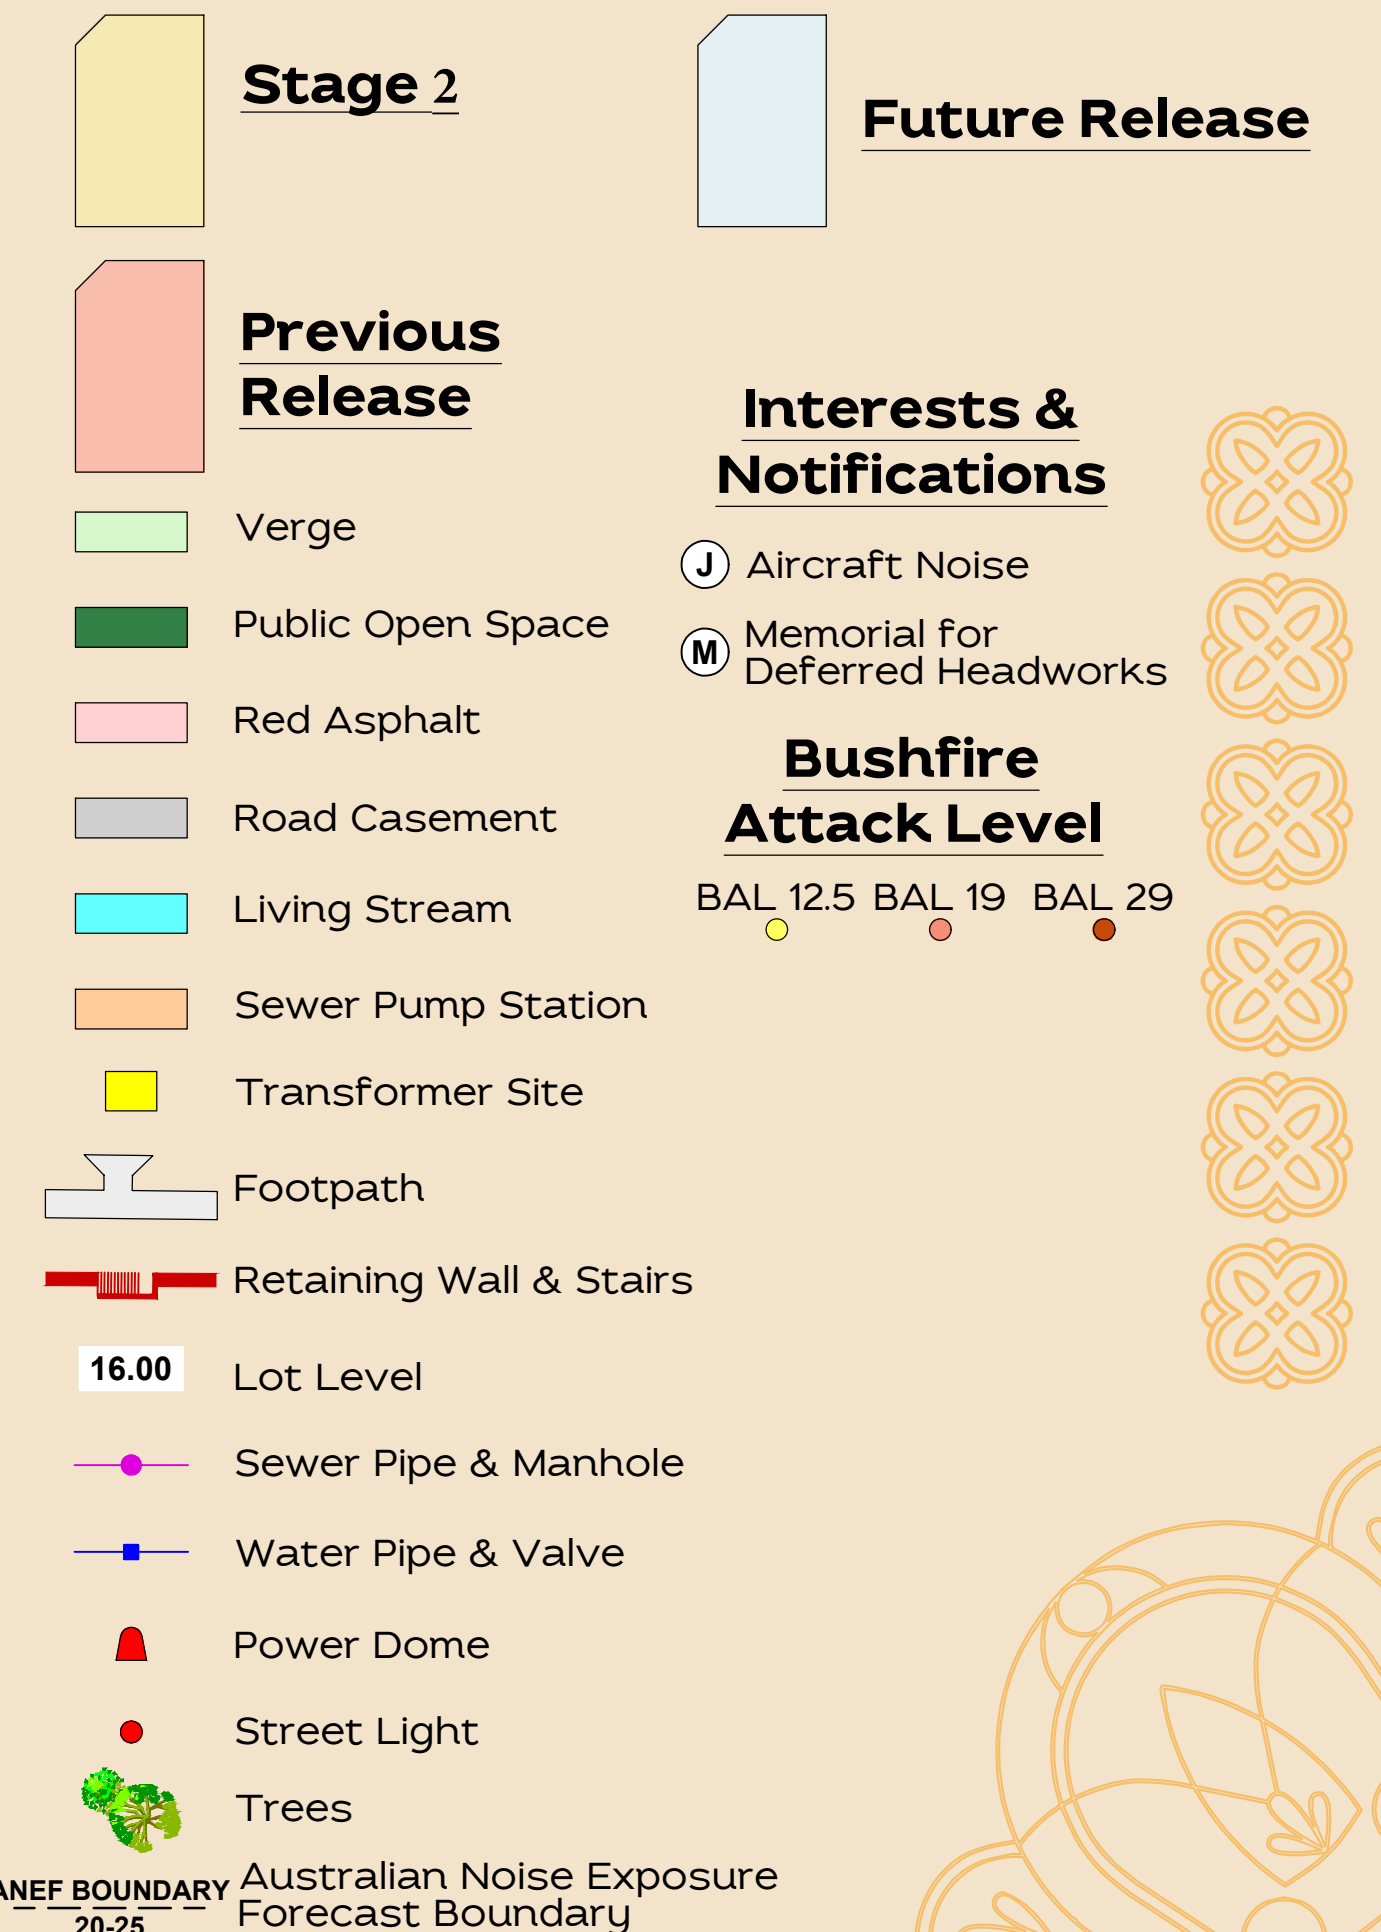 Stage 2
Future Release
Previous
Release
Verge
Public Open Space
Red Asphalt
Road Casement
Living Stream
Sewer Pump Station
Transformer Site
Footpath
Retaining Wall & Stairs
16.00 Lot Level
Sewer Pipe & Manhole
Water Pipe & Valve
Power Dome
Street Light
Trees
ANEF BOUNDARY
20-25
Australian Noise Exposure
Forecast Boundary
Interests &
Notifications
J Aircraft Noise
M Memorial for
Deferred Headworks
Bushfire
Attack Level
BAL 12.5 BAL 19 BAL 29